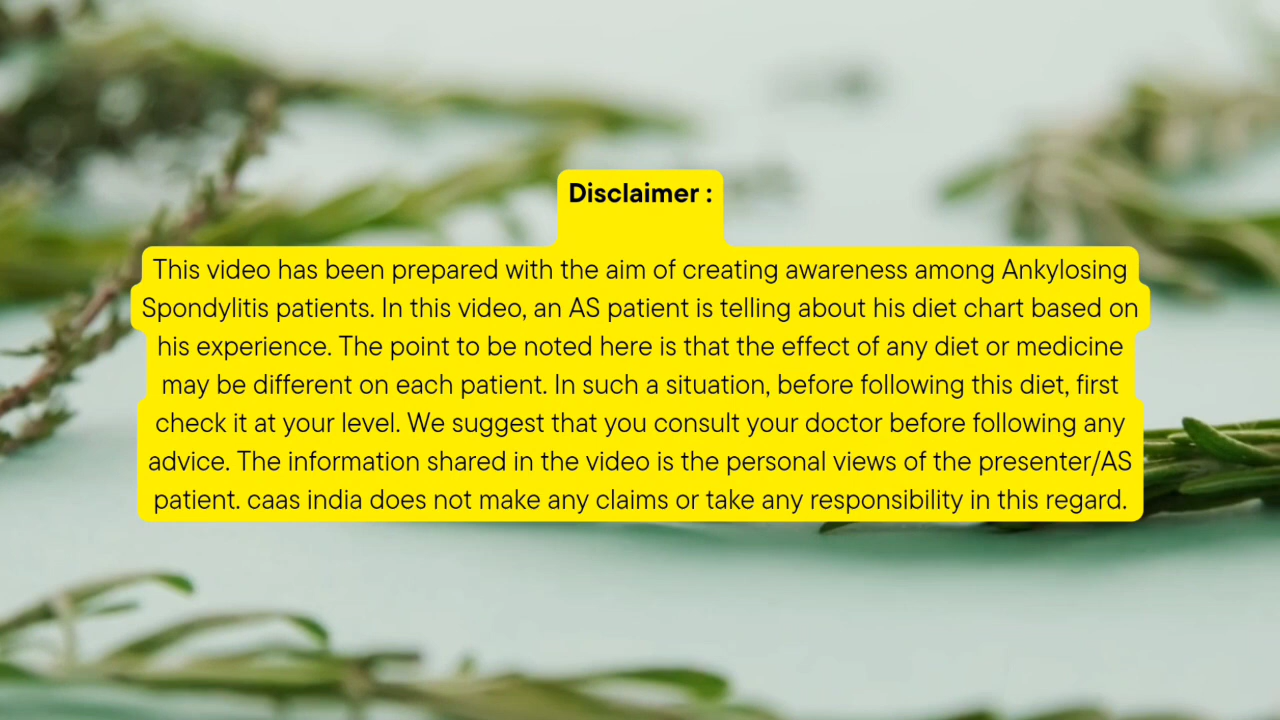 Disclaimer :
This video has been prepared with the aim of creating awareness among Ankylosing
Spondylitis patients. In this video, an AS patient is telling about his diet chart based on
his experience. The point to be noted here is that the effect of any diet or medicine
may be different on each patient. In such a situation, before following this diet, first
check it at your level. We suggest that you consult your doctor before following any
advice. The information shared in the video is the personal views of the presenter/AS
patient. caas india does not make any claims or take any responsibility in this regard.